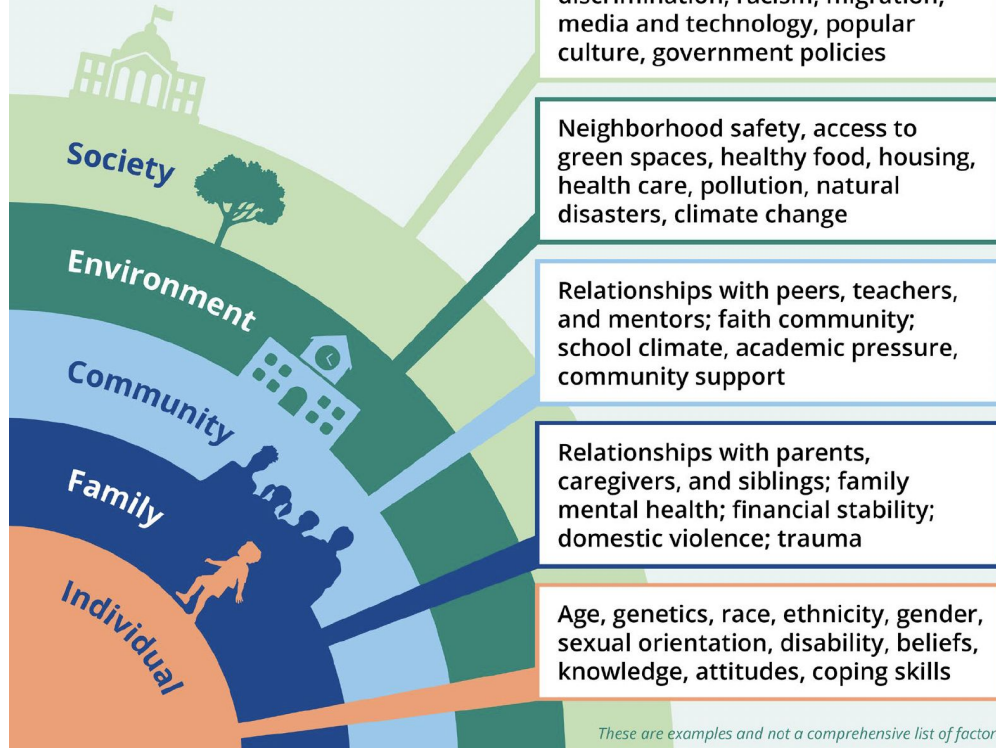 discrimination, racism, migration,
media and technology, popular
culture, government policies
Society
Neighborhood safety, access to
green spaces, healthy food, housing,
health care, pollution, natural
disasters, climate change
Environment
Relationships with peers, teachers,
and mentors; faith community;
school climate, academic pressure,
community support
Community
Relationships with parents,
caregivers, and siblings; family
mental health; financial stability;
domestic violence; trauma
Family
Age, genetics, race, ethnicity, gender,
sexual orientation, disability, beliefs,
knowledge, attitudes, coping skills
Individual
These are examples and not a comprehensive list of factor